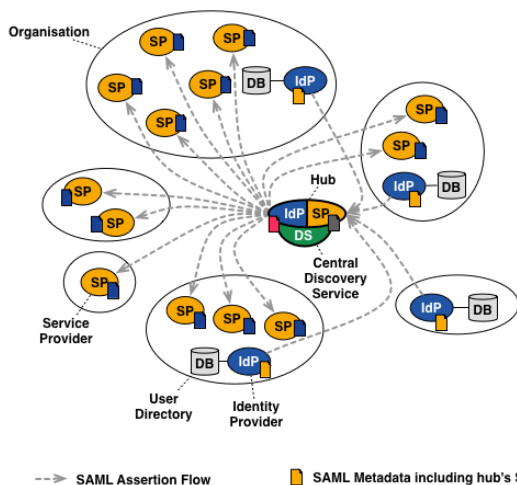 Organisation
SP
SP
SP
SP
SP
DB
IdP
SP
SP
SP
IdP
DB
Hub
SP
SP
IdP
SP
DS
Central
Discovery
Service
SP
Service
Provider
SP
SP
SP
DB
IdP
IdP
DB
User
Directory
Identity
Provider
SAML Assertion Flow
SAML Metadata including hub's S